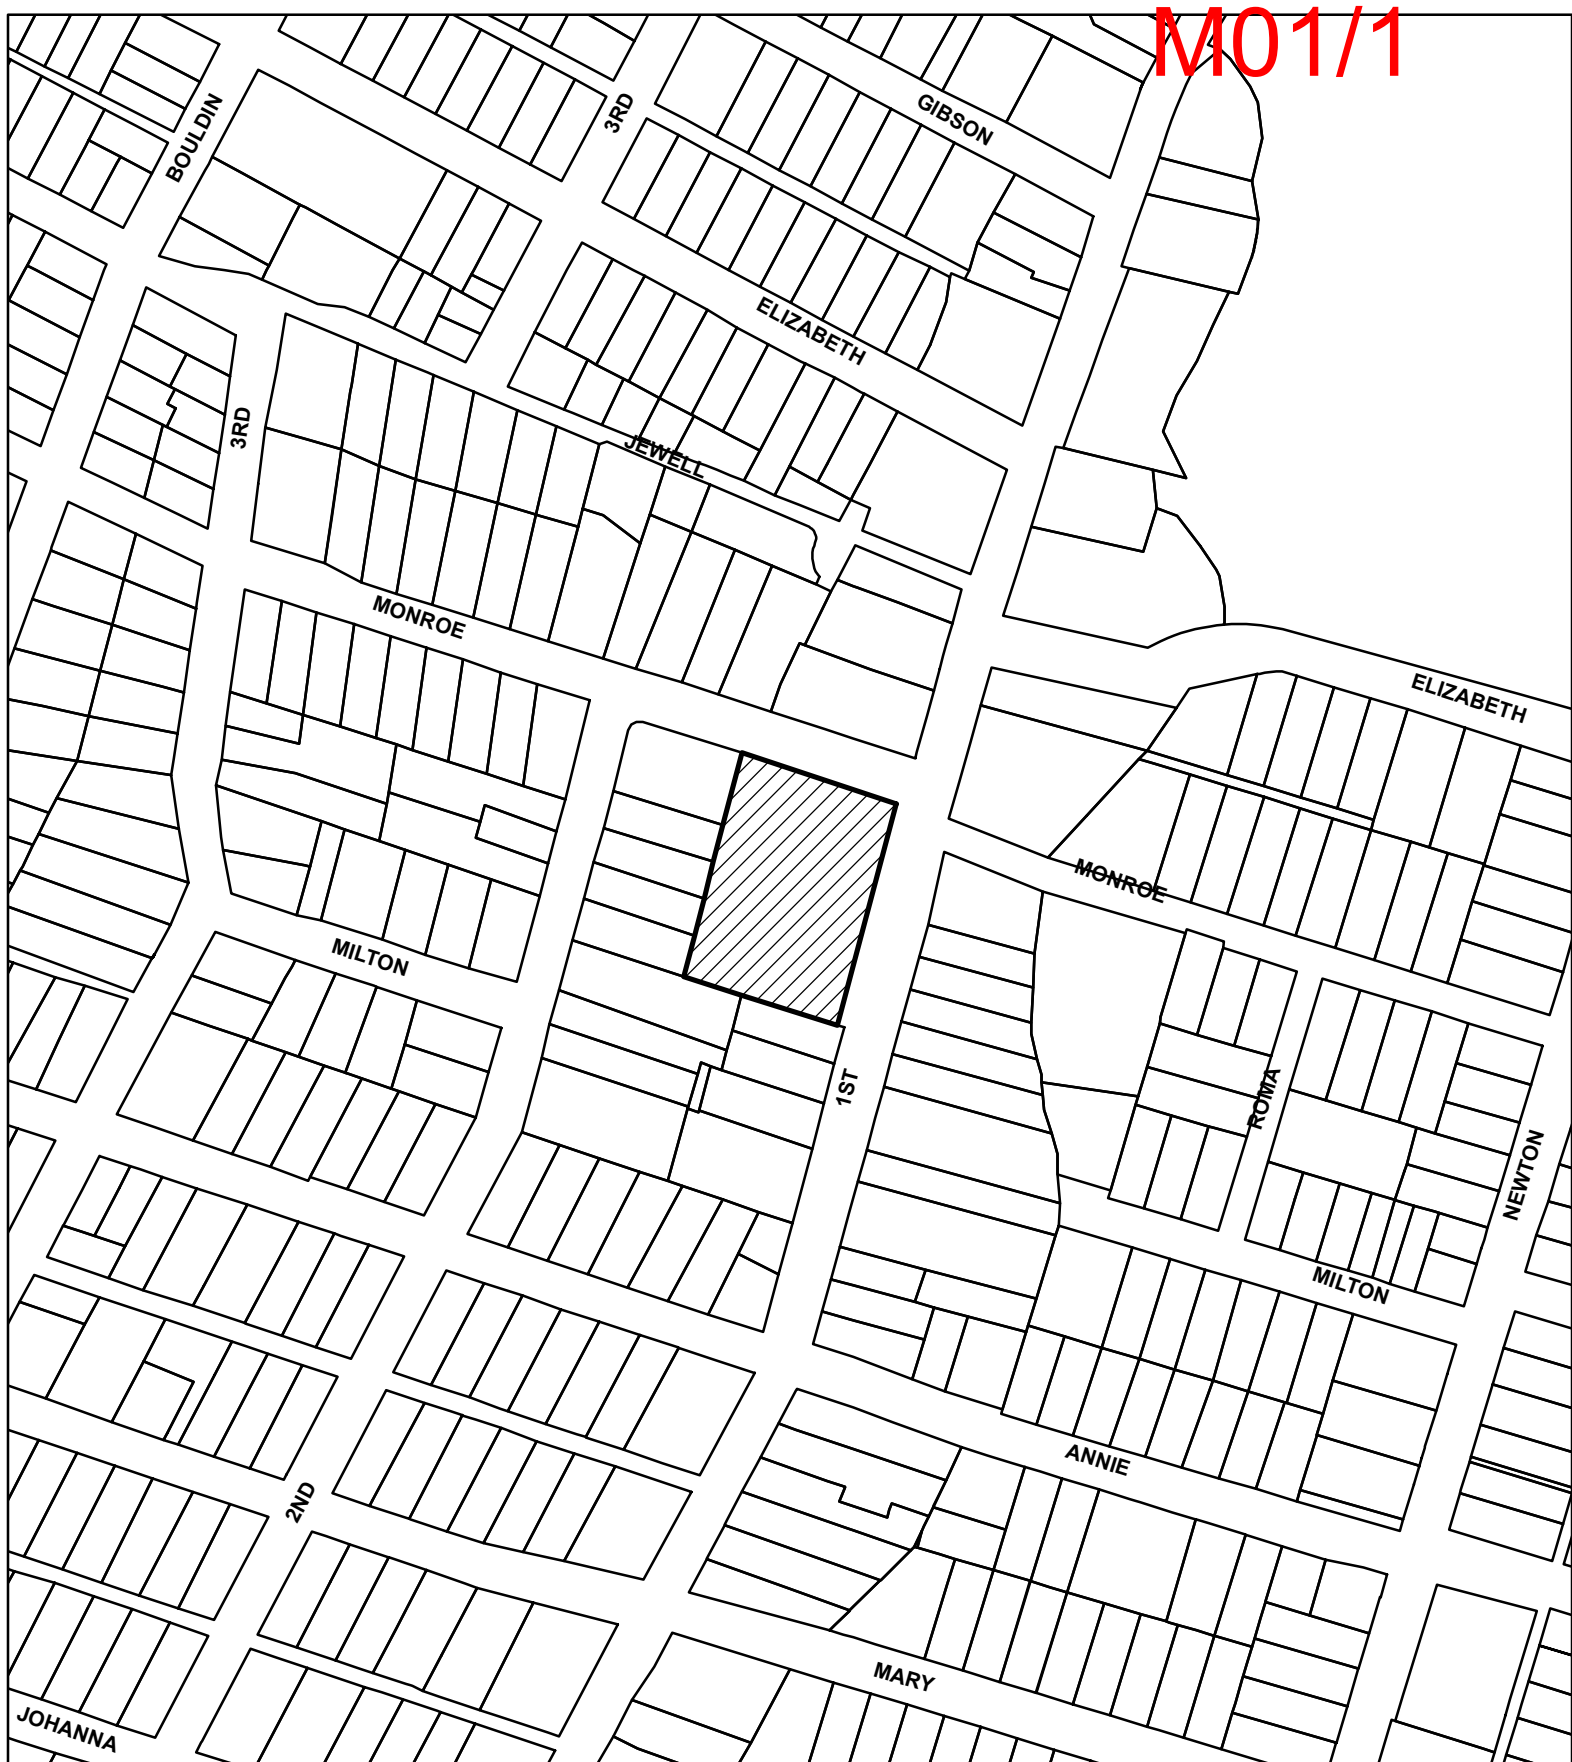 M01/1
GIBSON
3RD
BOULDIN
ELIZABETH
3RD
JEWELL
MONROE
ELIZABETH
MONROE
MILTON
1ST
ROMA
NEWTON
MILTON
ANNIE
2ND
MARY
JOHANNA